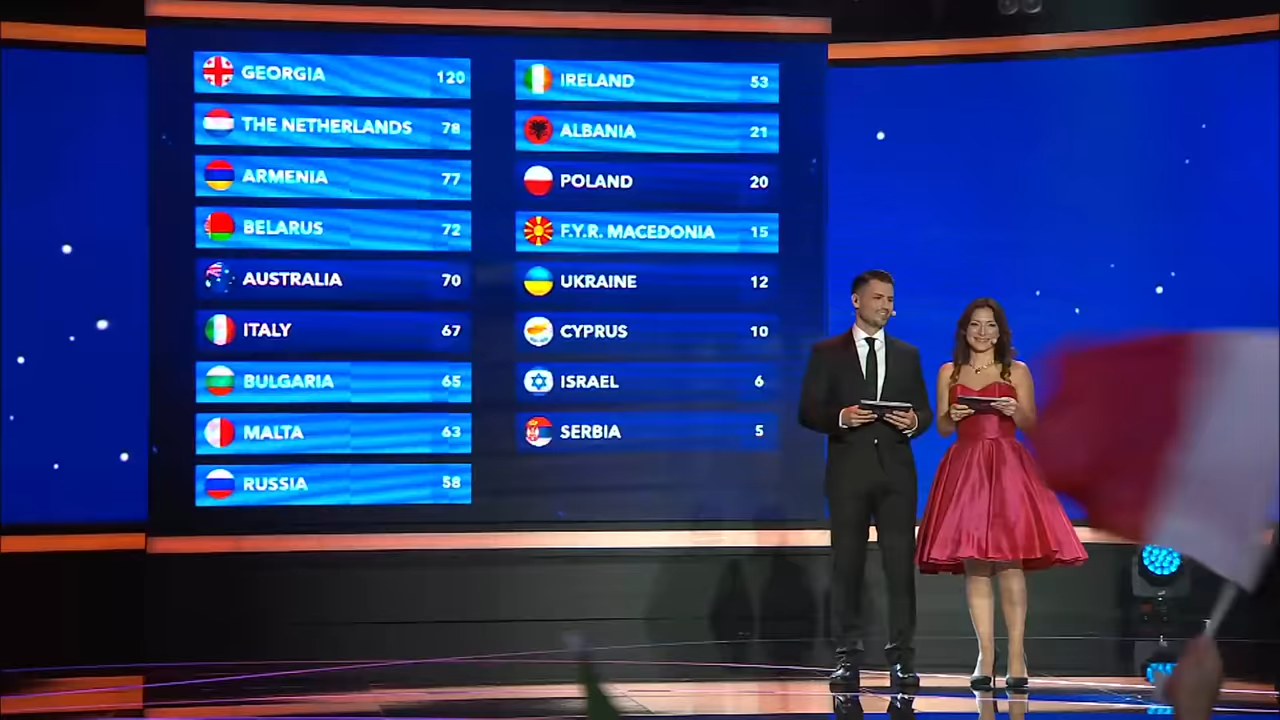 GEORGIA 120
THE NETHERLANDS 78
ARMENIA 77
BELARUS 72
AUSTRALIA 70
ITALY 67
BULGARIA 65
MALTA 63
RUSSIA 58
IRELAND 53
ALBANIA 21
POLAND 20
F.Y.R. MACEDONIA 15
UKRAINE 12
CYPRUS 10
ISRAEL 6
SERBIA 5